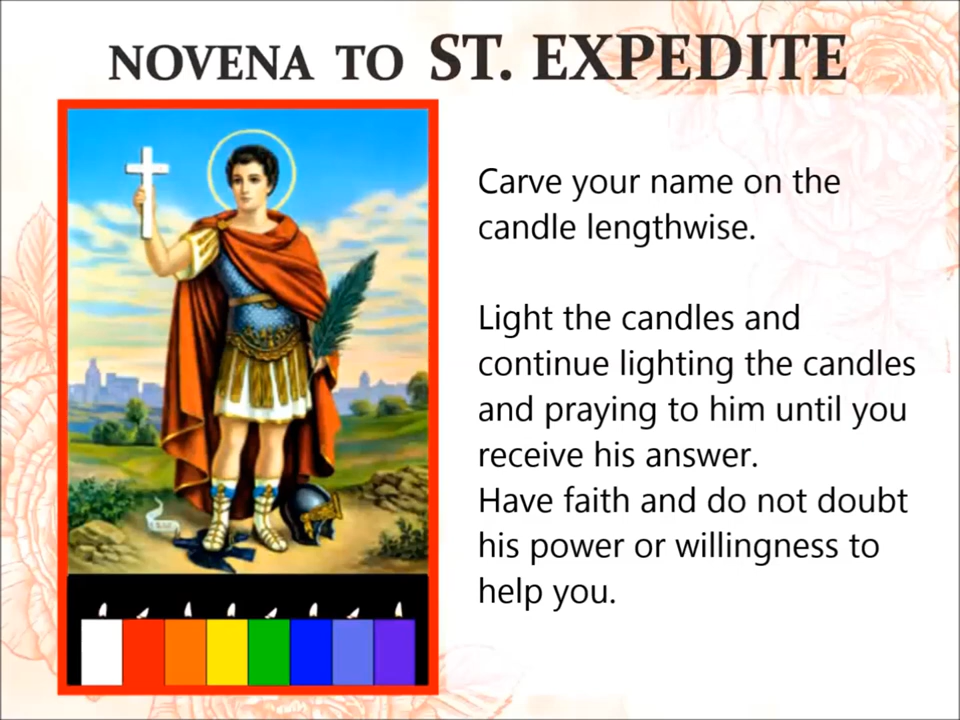 NOVENA TO ST. EXPEDITE
Carve your name on the
candle lengthwise.
Light the candles and
continue lighting the candles
and praying to him until you
receive his answer.
Have faith and do not doubt
his power or willingness to
help you.